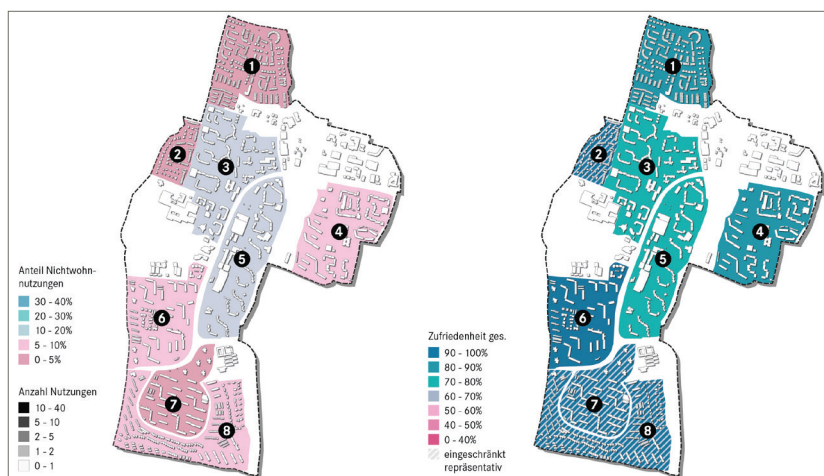 1
2
3
4
5
6
7
8
Anteil Nichtwohn-
nutzungen
30 - 40%
20 - 30%
10 - 20%
5 - 10%
0 - 5%
Anzahl Nutzungen
10 - 40
5 - 10
2 - 5
1 - 2
0 - 1
1
2
3
4
5
6
7
8
Zufriedenheit ges.
90 - 100%
80 - 90%
70 - 80%
60 - 70%
50 - 60%
40 - 50%
0 - 40%
eingeschränkt
repräsentativ